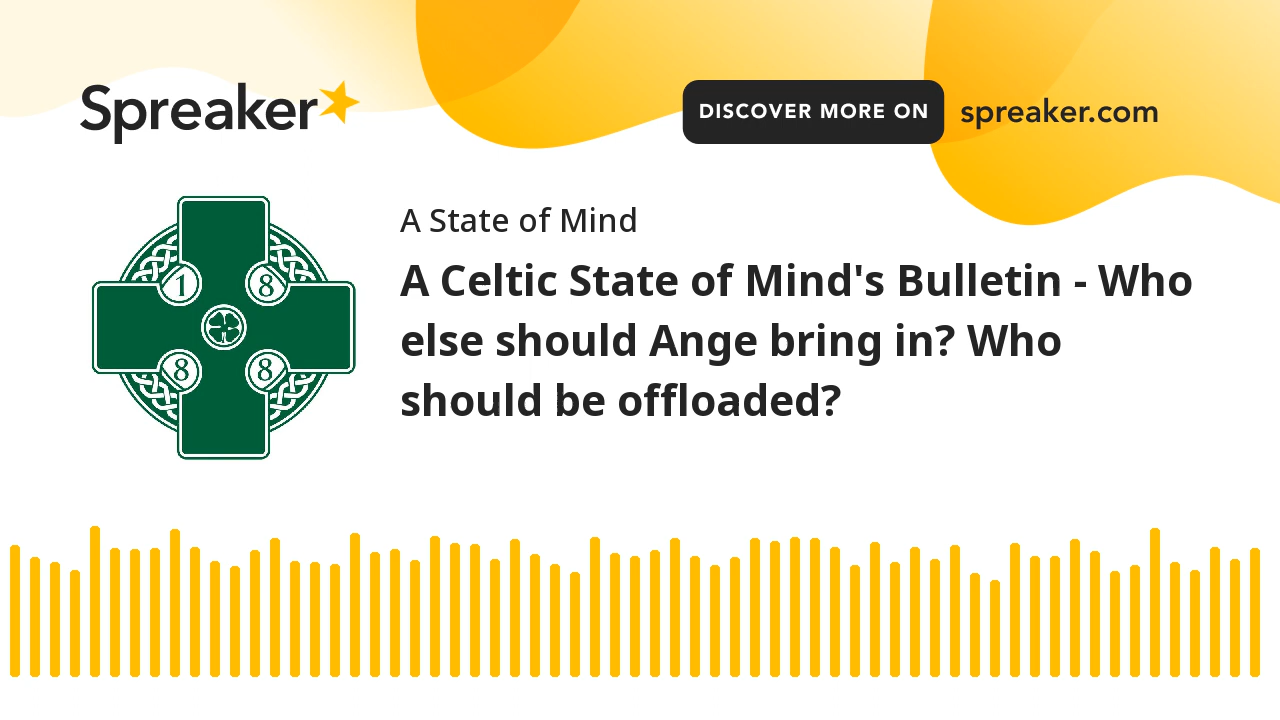 Spreaker
DISCOVER MORE ON
spreaker.com
A State of Mind
A Celtic State of Mind's Bulletin - Who
else should Ange bring in? Who
should be offloaded?
1 8
8 8